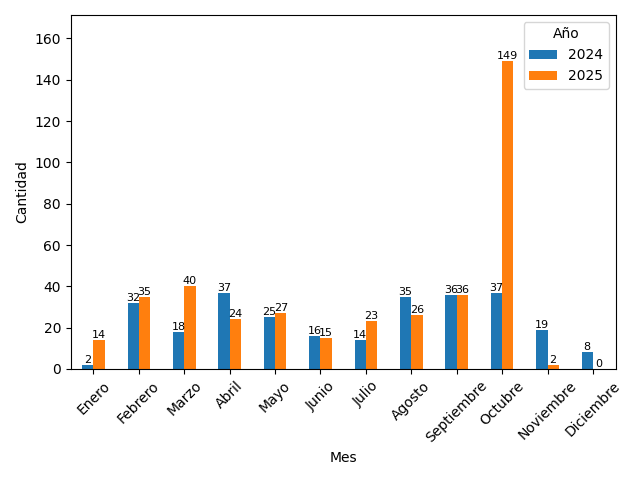 Año
2024
2025
Cantidad
160
140
120
100
80
60
40
20
0
2 14 32 35 18 40 37 24 25 27 16 15 14 23 35 26 36 36 37 149 19 2 8 0
Enero Febrero Marzo Abril Mayo Junio Julio Agosto Septiembre Octubre Noviembre Diciembre
Mes